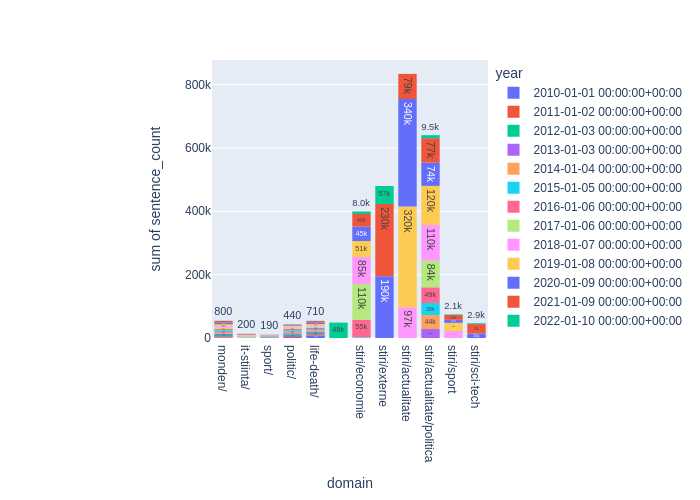 year
2010-01-01 00:00:00+00:00
2011-01-02 00:00:00+00:00
2012-01-03 00:00:00+00:00
2013-01-03 00:00:00+00:00
2014-01-04 00:00:00+00:00
2015-01-05 00:00:00+00:00
2016-01-06 00:00:00+00:00
2017-01-06 00:00:00+00:00
2018-01-07 00:00:00+00:00
2019-01-08 00:00:00+00:00
2020-01-09 00:00:00+00:00
2021-01-09 00:00:00+00:00
2022-01-10 00:00:00+00:00
sum of sentence_count
800k
600k
400k
200k
0
800
200
190
440
710
49k
8.0k
45k
51k
85k
110k
55k
57k
230k
190k
79k
340k
320k
97k
9.5k
77k
74k
120k
110k
84k
49k
44k
2.1k
2.9k
monden/
it-stiinta/
sport/
politic/
life-death/
stiri/economie
stiri/externe
stiri/actualitate
stiri/actualitate/politica
stiri/sport
stiri/sci-tech
domain